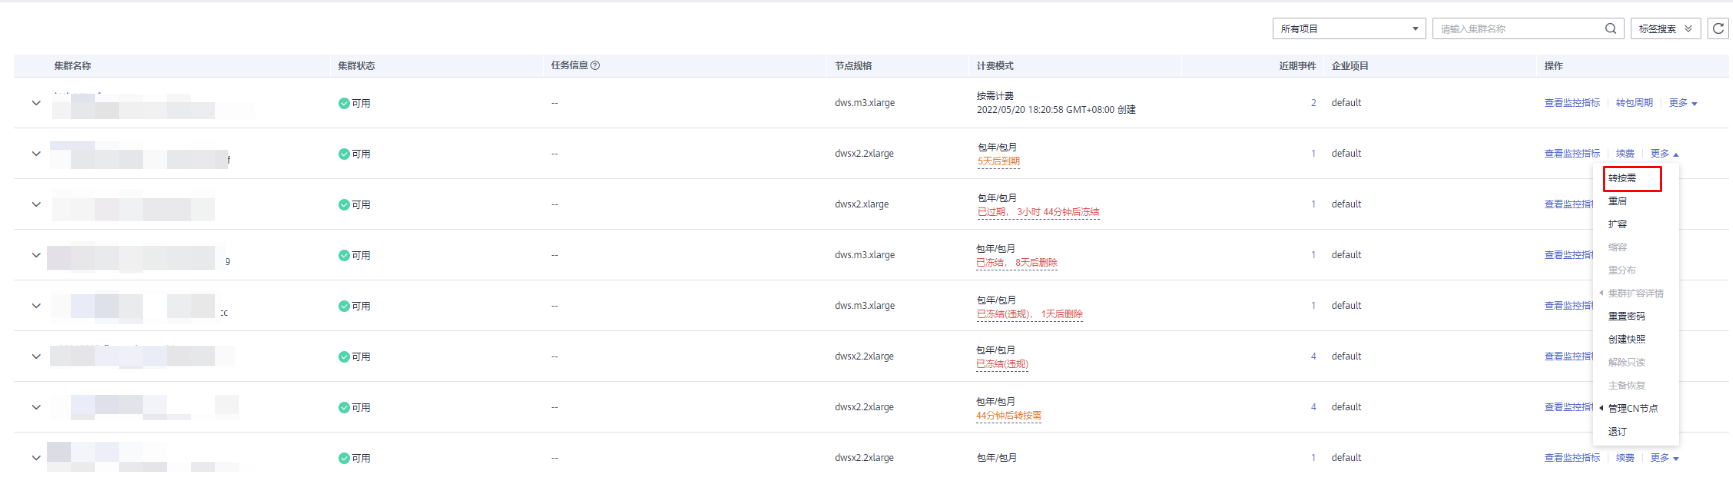 所有项目
请输入集群名称
标签搜索
集群名称 集群状态 任务信息 节点规格 计费模式 近期事件 企业项目 操作
可用 -- dws.m3.xlarge 按需计费 2 default 查看监控指标 转包周期 更多
2022/05/20 18:20:58 GMT+08:00 创建
f 可用 -- dwsx2.2xlarge 包年/包月 1 default 查看监控指标 续费 更多
5天后到期
转按需
可用 -- dwsx2.xlarge 包年/包月 1 default 查看监控指
已过期， 3小时 44分钟后冻结
重启
扩容
缩容
9 可用 -- dws.m3.xlarge 包年/包月 1 default 查看监控指
已冻结， 8天后删除
重分布
集群扩容详情
cc 可用 -- dws.m3.xlarge 包年/包月 1 default 查看监控指
已冻结(违规)， 1天后删除
重置密码
创建快照
可用 -- dwsx2.2xlarge 包年/包月 4 default 查看监控指
已冻结(违规)
解除只读
主备恢复
可用 -- dwsx2.2xlarge 包年/包月 4 default 查看监控指
44分钟后转按需
管理CN节点
退订
可用 -- dwsx2.2xlarge 包年/包月 1 default 查看监控指标 续费 更多